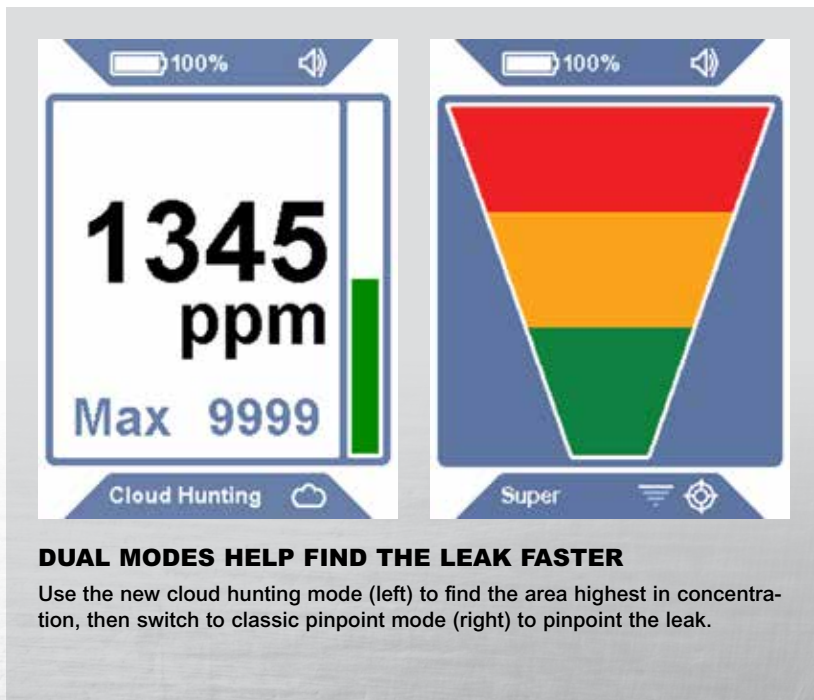 100%
1345
ppm
Max 9999
Cloud Hunting
100%
Super
DUAL MODES HELP FIND THE LEAK FASTER
Use the new cloud hunting mode (left) to find the area highest in concentra-
tion, then switch to classic pinpoint mode (right) to pinpoint the leak.